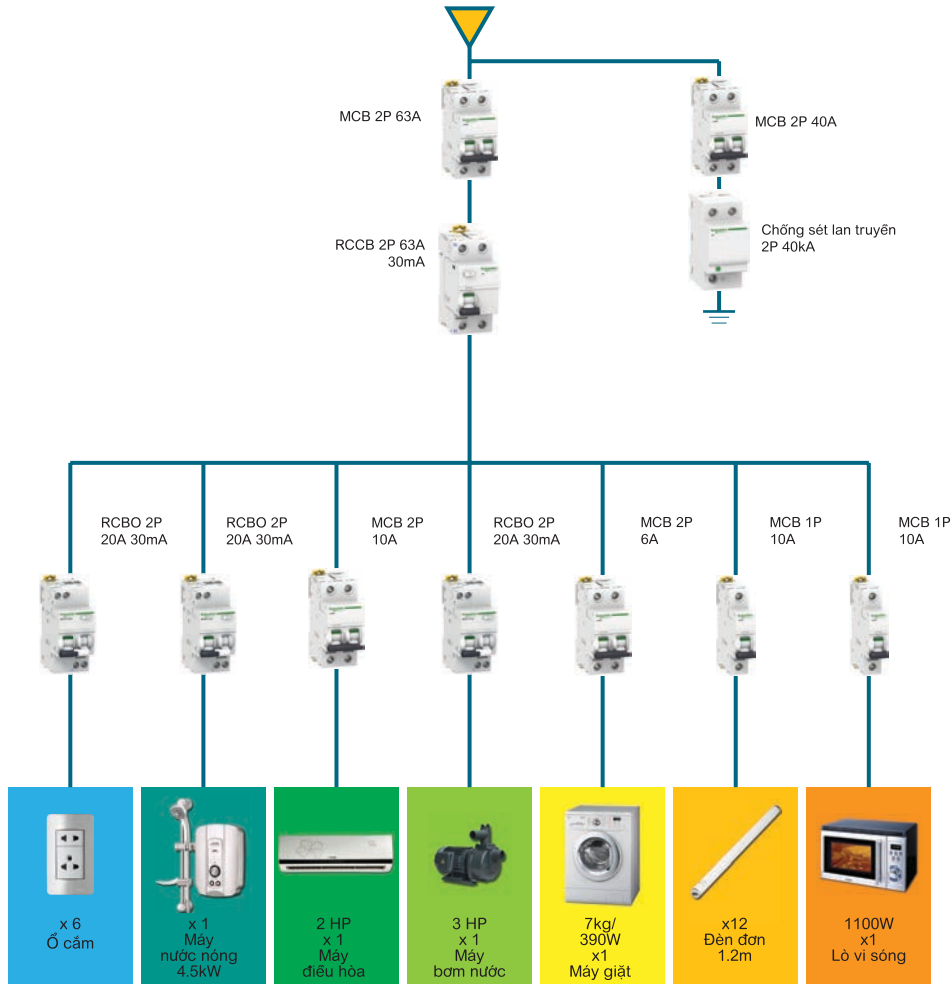 MCB 2P 63A
MCB 2P 40A
RCCB 2P 63A
30mA
Chống sét lan truyền
2P 40kA
RCBO 2P
20A 30mA
RCBO 2P
20A 30mA
MCB 2P
10A
RCBO 2P
20A 30mA
MCB 2P
6A
MCB 1P
10A
MCB 1P
10A
x 6
Ổ cắm
x 1
Máy
nước nóng
4.5kW
2 HP
x 1
Máy
điều hòa
3 HP
x 1
Máy
bơm nước
7kg/
390W
x1
Máy giặt
x12
Đèn đơn
1.2m
1100W
x1
Lò vi sóng